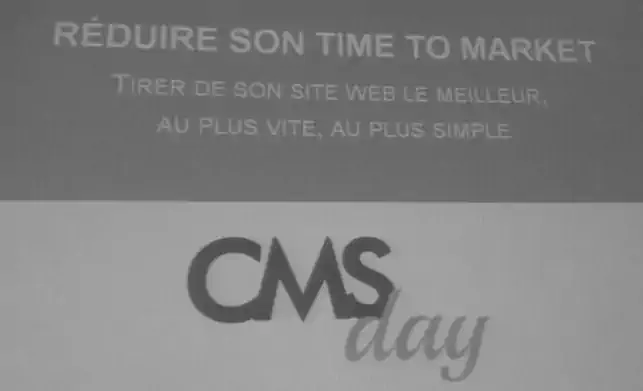 RÉDUIRE SON TIME TO MARKET
TIRER DE SON SITE WEB LE MEILLEUR,
AU PLUS VITE, AU PLUS SIMPLE
CMS
day